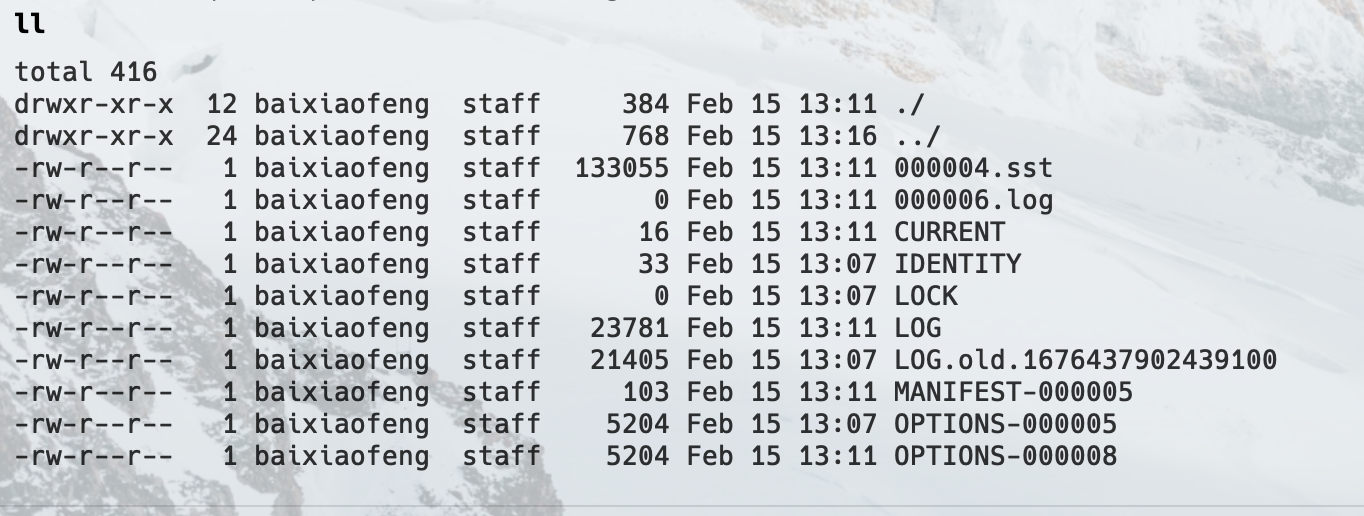 ll
total 416
drwxr-xr-x  12 baixiaofeng  staff     384 Feb 15 13:11 ./
drwxr-xr-x  24 baixiaofeng  staff     768 Feb 15 13:16 ../
-rw-r--r--   1 baixiaofeng  staff  133055 Feb 15 13:11 000004.sst
-rw-r--r--   1 baixiaofeng  staff       0 Feb 15 13:11 000006.log
-rw-r--r--   1 baixiaofeng  staff      16 Feb 15 13:11 CURRENT
-rw-r--r--   1 baixiaofeng  staff      33 Feb 15 13:07 IDENTITY
-rw-r--r--   1 baixiaofeng  staff       0 Feb 15 13:07 LOCK
-rw-r--r--   1 baixiaofeng  staff   23781 Feb 15 13:11 LOG
-rw-r--r--   1 baixiaofeng  staff   21405 Feb 15 13:07 LOG.old.1676437902439100
-rw-r--r--   1 baixiaofeng  staff     103 Feb 15 13:11 MANIFEST-000005
-rw-r--r--   1 baixiaofeng  staff    5204 Feb 15 13:07 OPTIONS-000005
-rw-r--r--   1 baixiaofeng  staff    5204 Feb 15 13:11 OPTIONS-000008